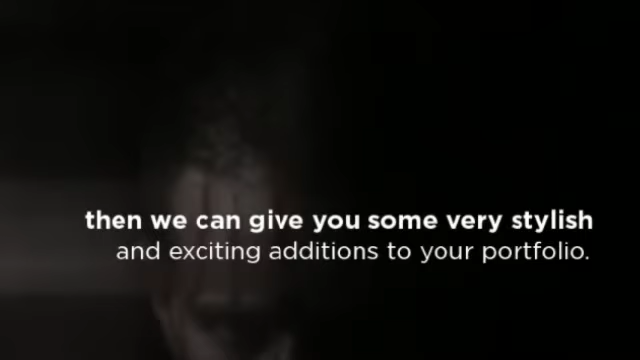 then we can give you some very stylish
and exciting additions to your portfolio.